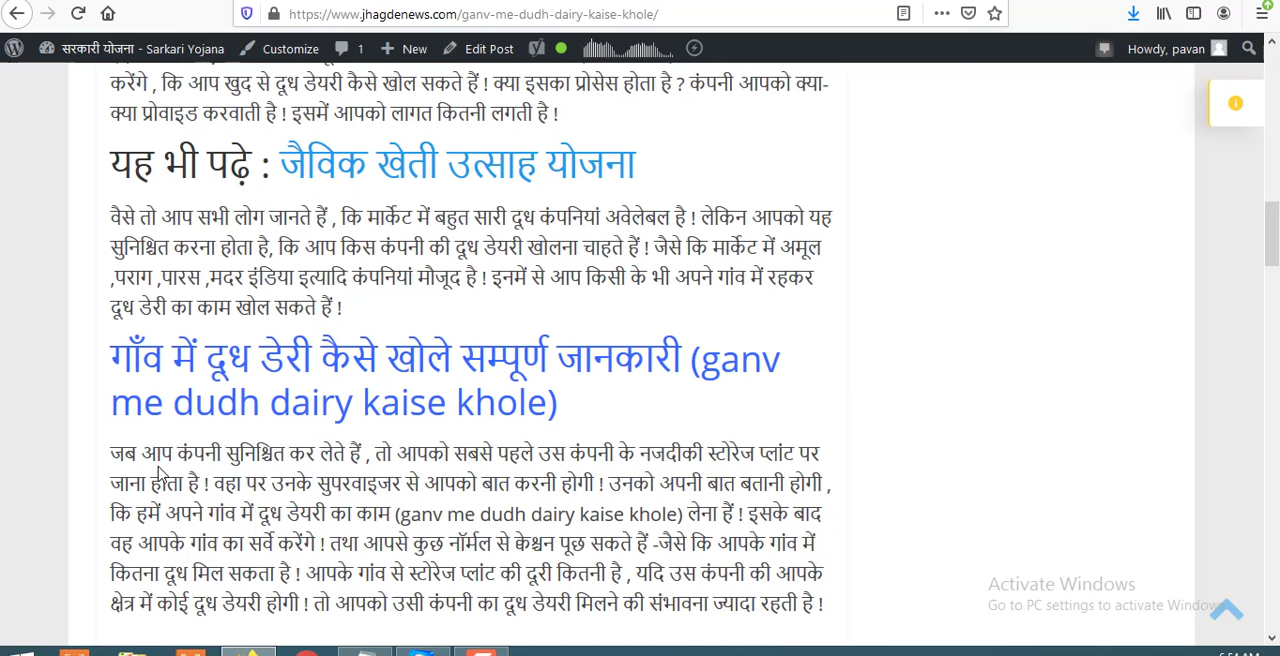 https://www.jhagdenews.com/ganv-me-dudh-dairy-kaise-khole/
सरकारी योजना - Sarkari Yojana Customize 1 New Edit Post Howdy, pavan
करेंगे , कि आप खुद से दूध डेयरी कैसे खोल सकते हैं ! क्या इसका प्रोसेस होता है ? कंपनी आपको क्या-
क्या प्रोवाइड करवाती है ! इसमें आपको लागत कितनी लगती है !
यह भी पढ़े : जैविक खेती उत्साह योजना
वैसे तो आप सभी लोग जानते हैं , कि मार्केट में बहुत सारी दूध कंपनियां अवेलेबल है ! लेकिन आपको यह
सुनिश्चित करना होता है, कि आप किस कंपनी की दूध डेयरी खोलना चाहते हैं ! जैसे कि मार्केट में अमूल
,पराग ,पारस ,मदर इंडिया इत्यादि कंपनियां मौजूद है ! इनमें से आप किसी के भी अपने गांव में रहकर
दूध डेरी का काम खोल सकते हैं !
गाँव में दूध डेरी कैसे खोले सम्पूर्ण जानकारी (ganv
me dudh dairy kaise khole)
जब आप कंपनी सुनिश्चित कर लेते हैं , तो आपको सबसे पहले उस कंपनी के नजदीकी स्टोरेज प्लांट पर
जाना होता है ! वहा पर उनके सुपरवाइजर से आपको बात करनी होगी ! उनको अपनी बात बतानी होगी ,
कि हमें अपने गांव में दूध डेयरी का काम (ganv me dudh dairy kaise khole) लेना हैं ! इसके बाद
वह आपके गांव का सर्वे करेंगे ! तथा आपसे कुछ नॉर्मल से क्वेश्चन पूछ सकते हैं -जैसे कि आपके गांव में
कितना दूध मिल सकता है ! आपके गांव से स्टोरेज प्लांट की दूरी कितनी है , यदि उस कंपनी की आपके
क्षेत्र में कोई दूध डेयरी होगी ! तो आपको उसी कंपनी का दूध डेयरी मिलने की संभावना ज्यादा रहती है !
Activate Windows
Go to PC settings to activate Windows